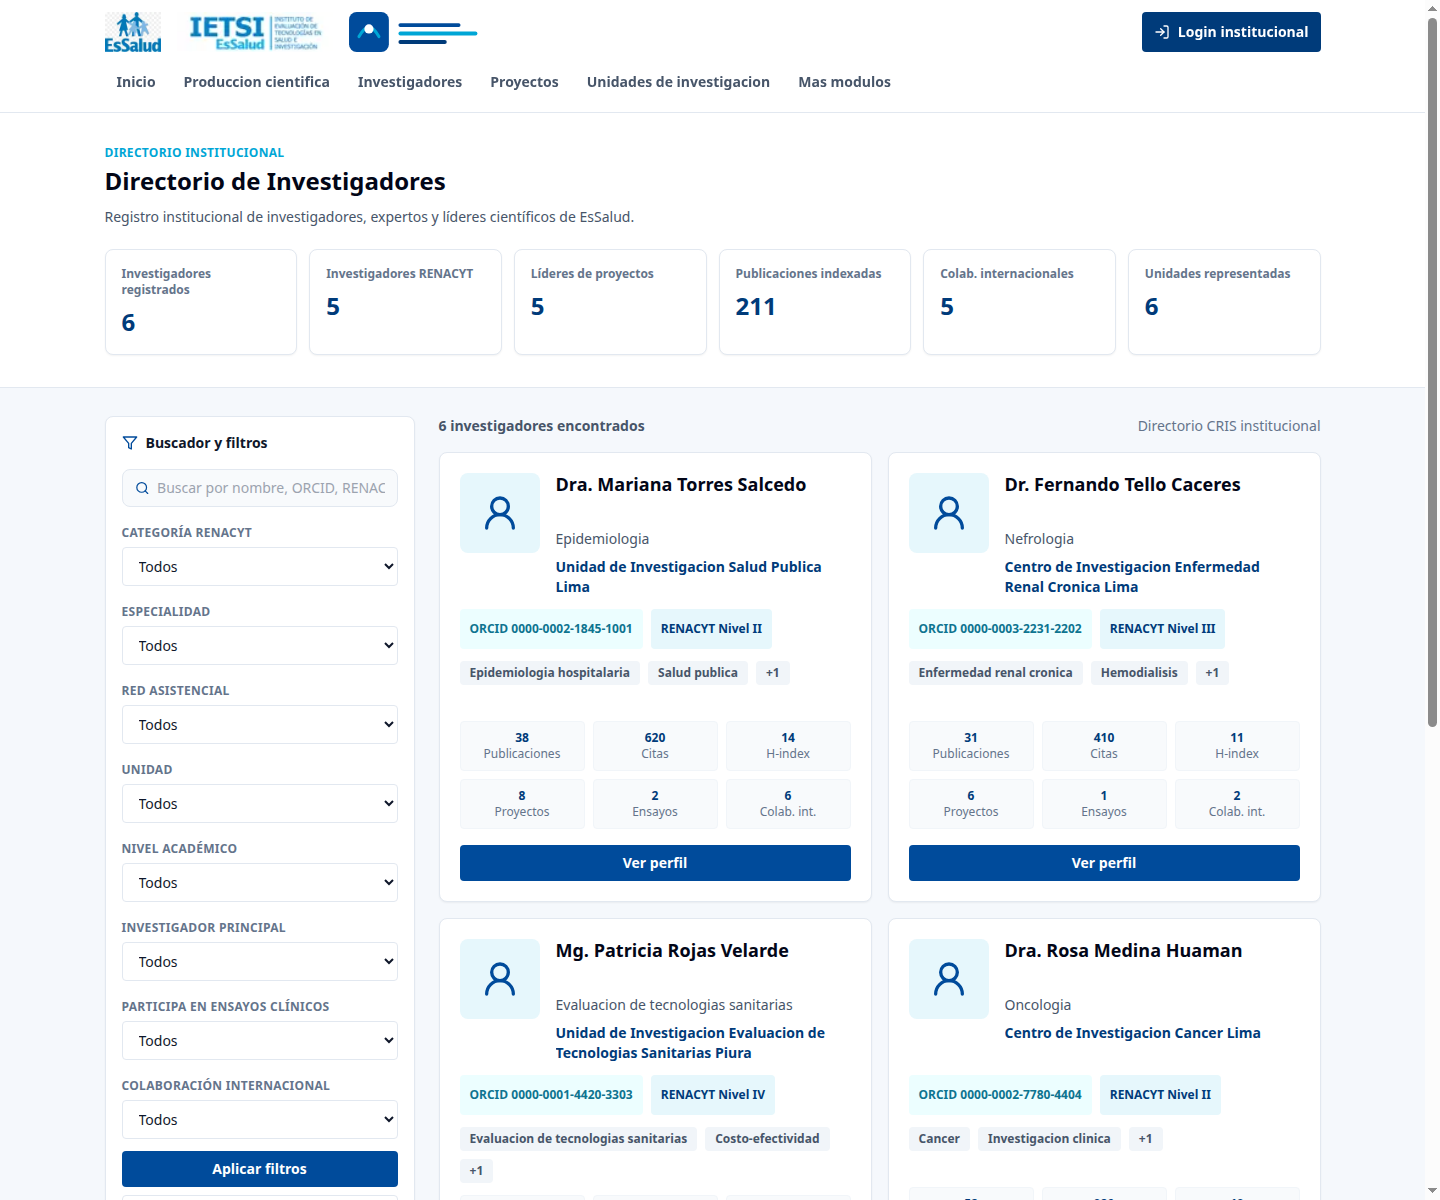 EsSalud
IETSI
EsSalud
INSTITUTO DE
EVALUACIÓN DE
TECNOLOGÍAS EN
SALUD E
INVESTIGACIÓN
Login institucional
Inicio
Produccion cientifica
Investigadores
Proyectos
Unidades de investigacion
Mas modulos
DIRECTORIO INSTITUCIONAL
Directorio de Investigadores
Registro institucional de investigadores, expertos y líderes científicos de EsSalud.
Investigadores
registrados
6
Investigadores RENACYT
5
Líderes de proyectos
5
Publicaciones indexadas
211
Colab. internacionales
5
Unidades representadas
6
Buscador y filtros
Buscar por nombre, ORCID, RENAC
CATEGORÍA RENACYT
Todos
ESPECIALIDAD
Todos
RED ASISTENCIAL
Todos
UNIDAD
Todos
NIVEL ACADÉMICO
Todos
INVESTIGADOR PRINCIPAL
Todos
PARTICIPA EN ENSAYOS CLÍNICOS
Todos
COLABORACIÓN INTERNACIONAL
Todos
Aplicar filtros
6 investigadores encontrados
Directorio CRIS institucional
Dra. Mariana Torres Salcedo
Epidemiologia
Unidad de Investigacion Salud Publica
Lima
ORCID 0000-0002-1845-1001
RENACYT Nivel II
Epidemiologia hospitalaria
Salud publica
+1
38
Publicaciones
620
Citas
14
H-index
8
Proyectos
2
Ensayos
6
Colab. int.
Ver perfil
Dr. Fernando Tello Caceres
Nefrologia
Centro de Investigacion Enfermedad
Renal Cronica Lima
ORCID 0000-0003-2231-2202
RENACYT Nivel III
Enfermedad renal cronica
Hemodialisis
+1
31
Publicaciones
410
Citas
11
H-index
6
Proyectos
1
Ensayos
2
Colab. int.
Ver perfil
Mg. Patricia Rojas Velarde
Evaluacion de tecnologias sanitarias
Unidad de Investigacion Evaluacion de
Tecnologias Sanitarias Piura
ORCID 0000-0001-4420-3303
RENACYT Nivel IV
Evaluacion de tecnologias sanitarias
Costo-efectividad
+1
Dra. Rosa Medina Huaman
Oncologia
Centro de Investigacion Cancer Lima
ORCID 0000-0002-7780-4404
RENACYT Nivel II
Cancer
Investigacion clinica
+1